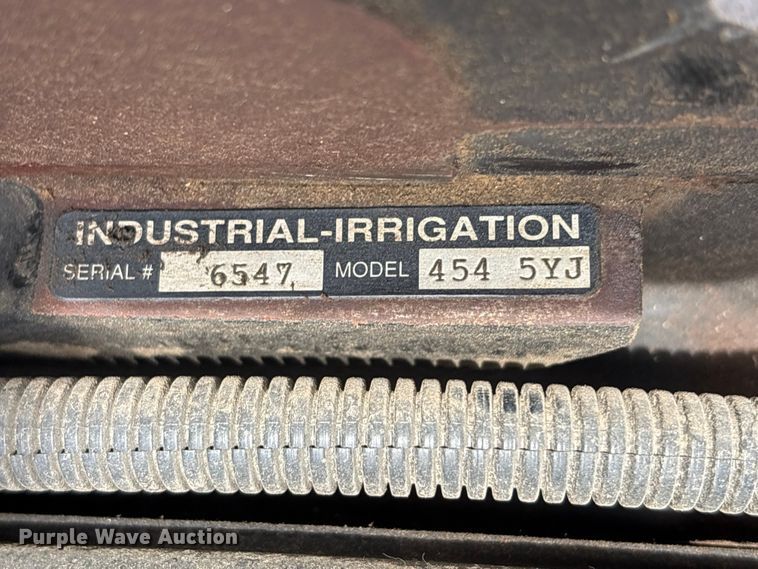 INDUSTRIAL-IRRIGATION
SERIAL # 6547 MODEL 454 5YJ
Purple Wave Auction